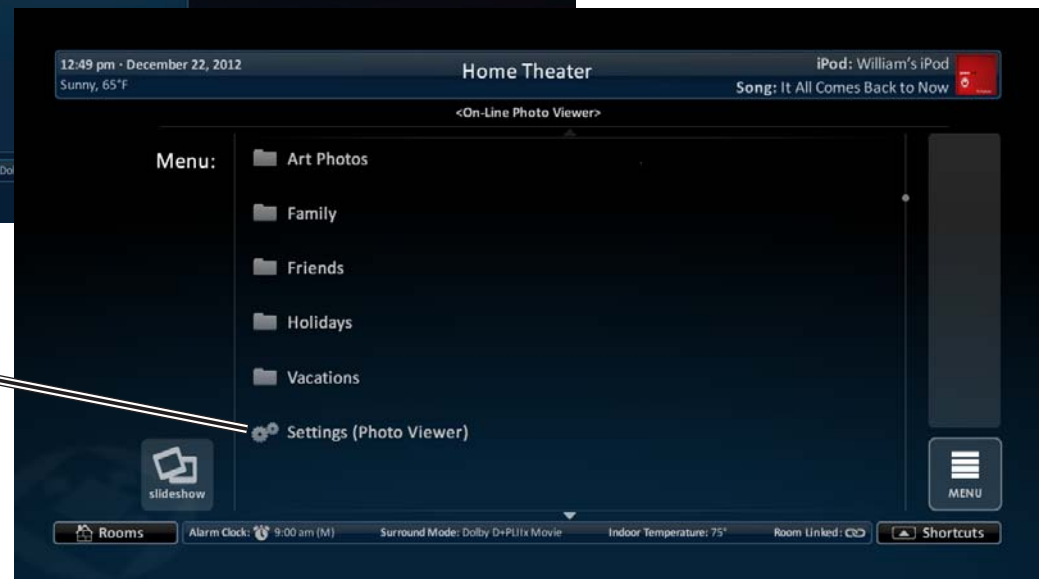 12:49 pm · December 22, 2012
Sunny, 65°F
Home Theater
iPod: William's iPod
Song: It All Comes Back to Now
<On-Line Photo Viewer>
Menu:
Art Photos
Family
Friends
Holidays
Vacations
Settings (Photo Viewer)
slideshow
MENU
Dol
Rooms
Alarm Clock: 9:00 am (M)
Surround Mode: Dolby D+PLIIx Movie
Indoor Temperature: 75°
Room Linked:
Shortcuts